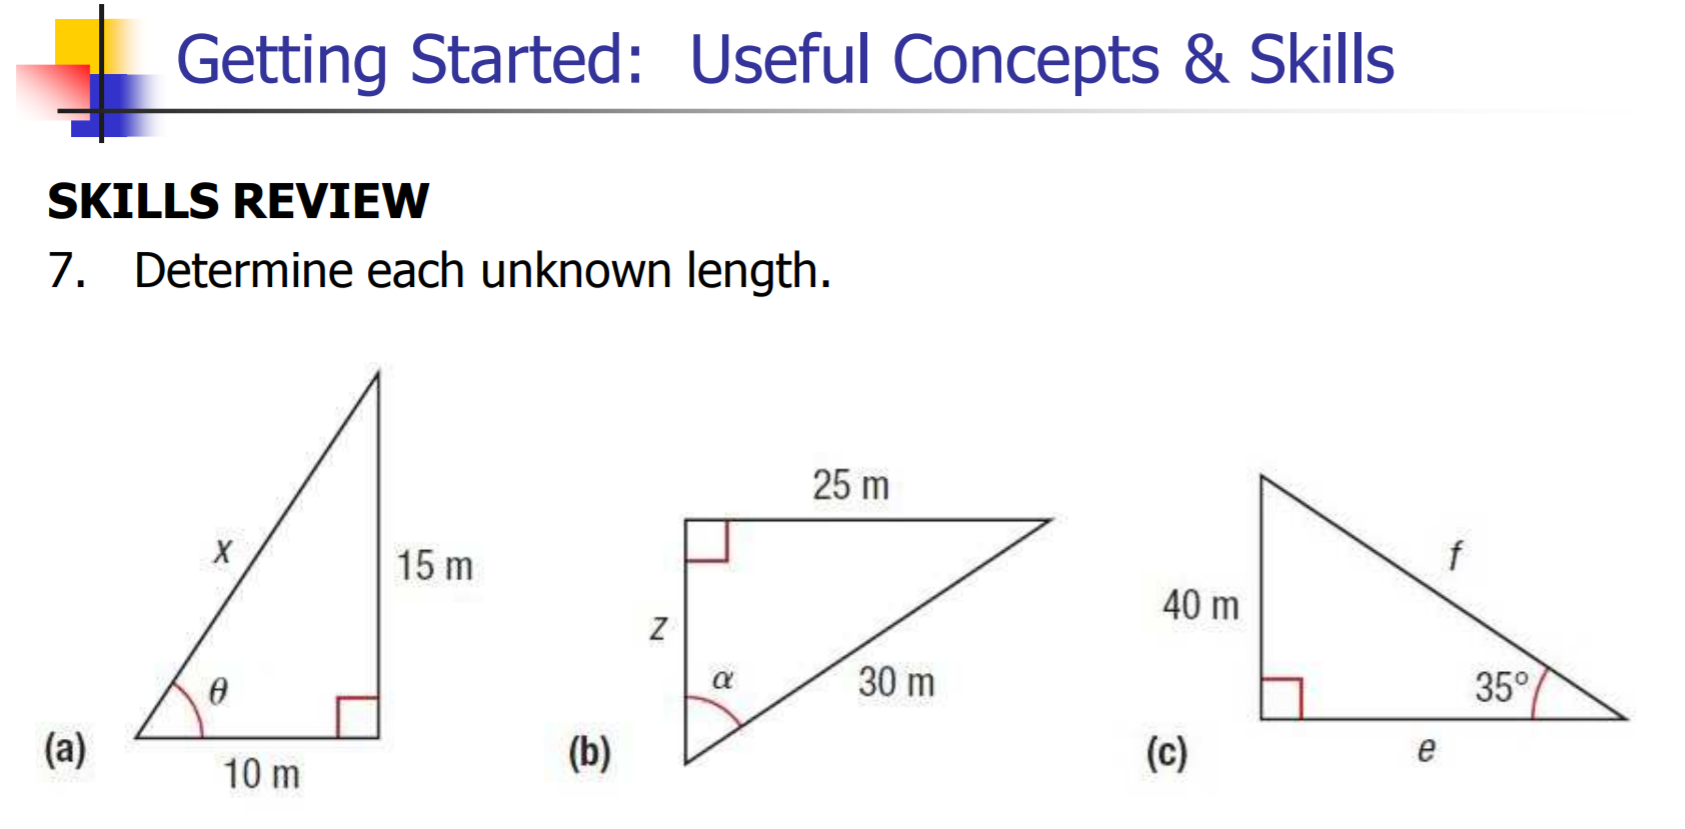 Getting Started: Useful Concepts & Skills
SKILLS REVIEW
7. Determine each unknown length.
x
15 m
θ
10 m
(a)
25 m
z
α
30 m
(b)
40 m
f
35°
e
(c)